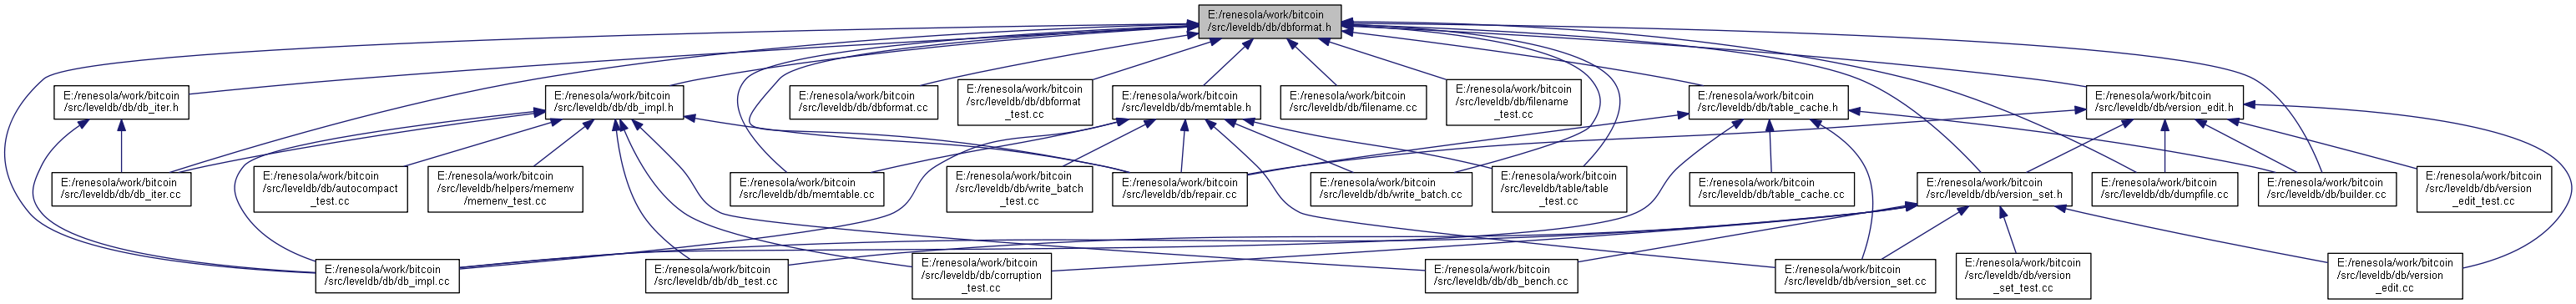 E:/renesola/work/bitcoin
/src/leveldb/db/dbformat.h
E:/renesola/work/bitcoin
/src/leveldb/db/db_iter.h
E:/renesola/work/bitcoin
/src/leveldb/db/db_impl.h
E:/renesola/work/bitcoin
/src/leveldb/db/dbformat.cc
E:/renesola/work/bitcoin
/src/leveldb/db/dbformat
_test.cc
E:/renesola/work/bitcoin
/src/leveldb/db/memtable.h
E:/renesola/work/bitcoin
/src/leveldb/db/filename.cc
E:/renesola/work/bitcoin
/src/leveldb/db/filename
_test.cc
E:/renesola/work/bitcoin
/src/leveldb/db/table_cache.h
E:/renesola/work/bitcoin
/src/leveldb/db/version_edit.h
E:/renesola/work/bitcoin
/src/leveldb/db/db_iter.cc
E:/renesola/work/bitcoin
/src/leveldb/db/autocompact
_test.cc
E:/renesola/work/bitcoin
/src/leveldb/helpers/memenv
/memenv_test.cc
E:/renesola/work/bitcoin
/src/leveldb/db/memtable.cc
E:/renesola/work/bitcoin
/src/leveldb/db/write_batch
_test.cc
E:/renesola/work/bitcoin
/src/leveldb/db/repair.cc
E:/renesola/work/bitcoin
/src/leveldb/db/write_batch.cc
E:/renesola/work/bitcoin
/src/leveldb/table/table
_test.cc
E:/renesola/work/bitcoin
/src/leveldb/db/table_cache.cc
E:/renesola/work/bitcoin
/src/leveldb/db/version_set.h
E:/renesola/work/bitcoin
/src/leveldb/db/dumpfile.cc
E:/renesola/work/bitcoin
/src/leveldb/db/builder.cc
E:/renesola/work/bitcoin
/src/leveldb/db/version
_edit_test.cc
E:/renesola/work/bitcoin
/src/leveldb/db/db_impl.cc
E:/renesola/work/bitcoin
/src/leveldb/db/db_test.cc
E:/renesola/work/bitcoin
/src/leveldb/db/corruption
_test.cc
E:/renesola/work/bitcoin
/src/leveldb/db/db_bench.cc
E:/renesola/work/bitcoin
/src/leveldb/db/version_set.cc
E:/renesola/work/bitcoin
/src/leveldb/db/version
_set_test.cc
E:/renesola/work/bitcoin
/src/leveldb/db/version
_edit.cc